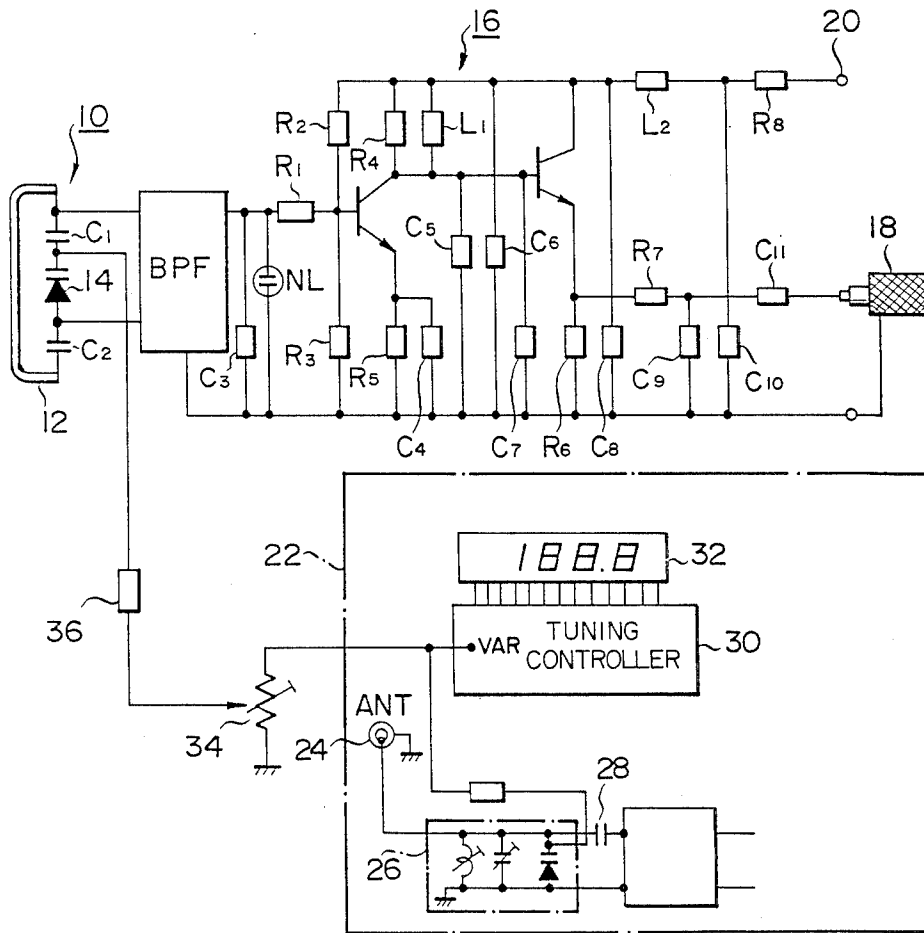 16
20
10
R2
R4
L1
L2
R8
R1
C1
BPF
C5
C6
18
14
NL
R7
C11
C2
C3
R3
R5
C9
C10
12
C4
C7
R6
C8
22
188.8
32
36
VAR
TUNING
CONTROLLER
30
ANT
34
24
28
26